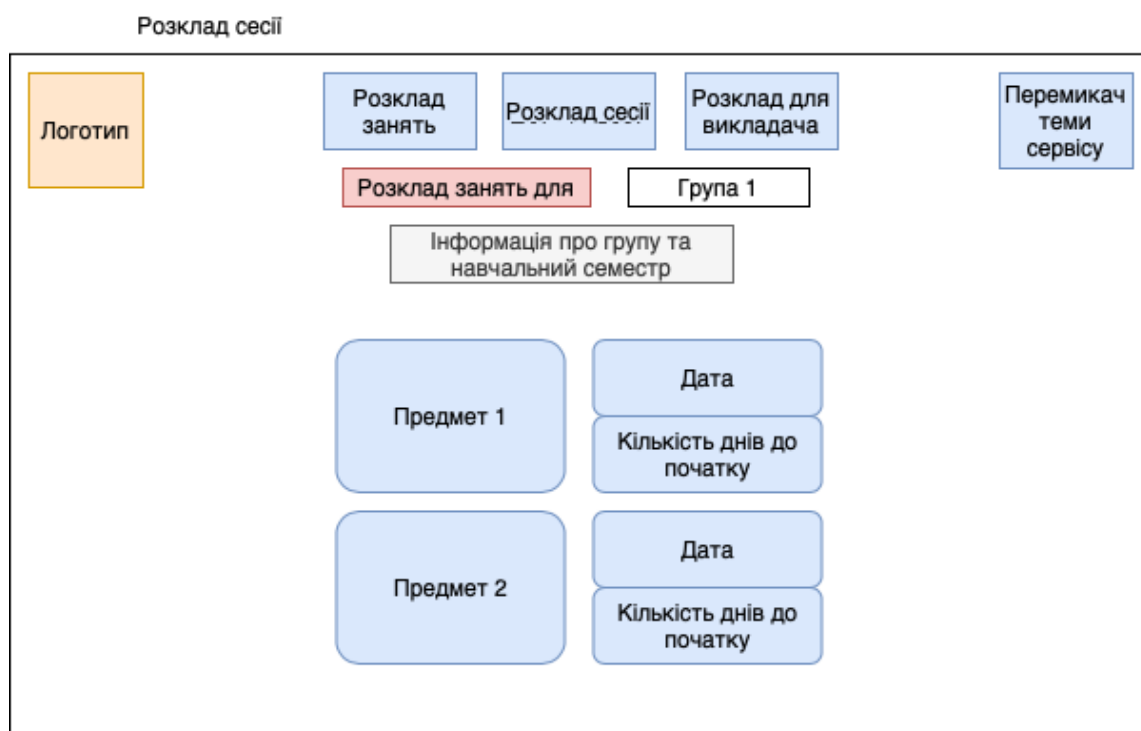 Розклад сесії
Логотип
Розклад
занять
Розклад сесії
Розклад для
викладача
Перемикач
теми
сервісу
Розклад занять для
Група 1
Інформація про групу та
навчальний семестр
Предмет 1
Дата
Кількість днів до
початку
Предмет 2
Дата
Кількість днів до
початку